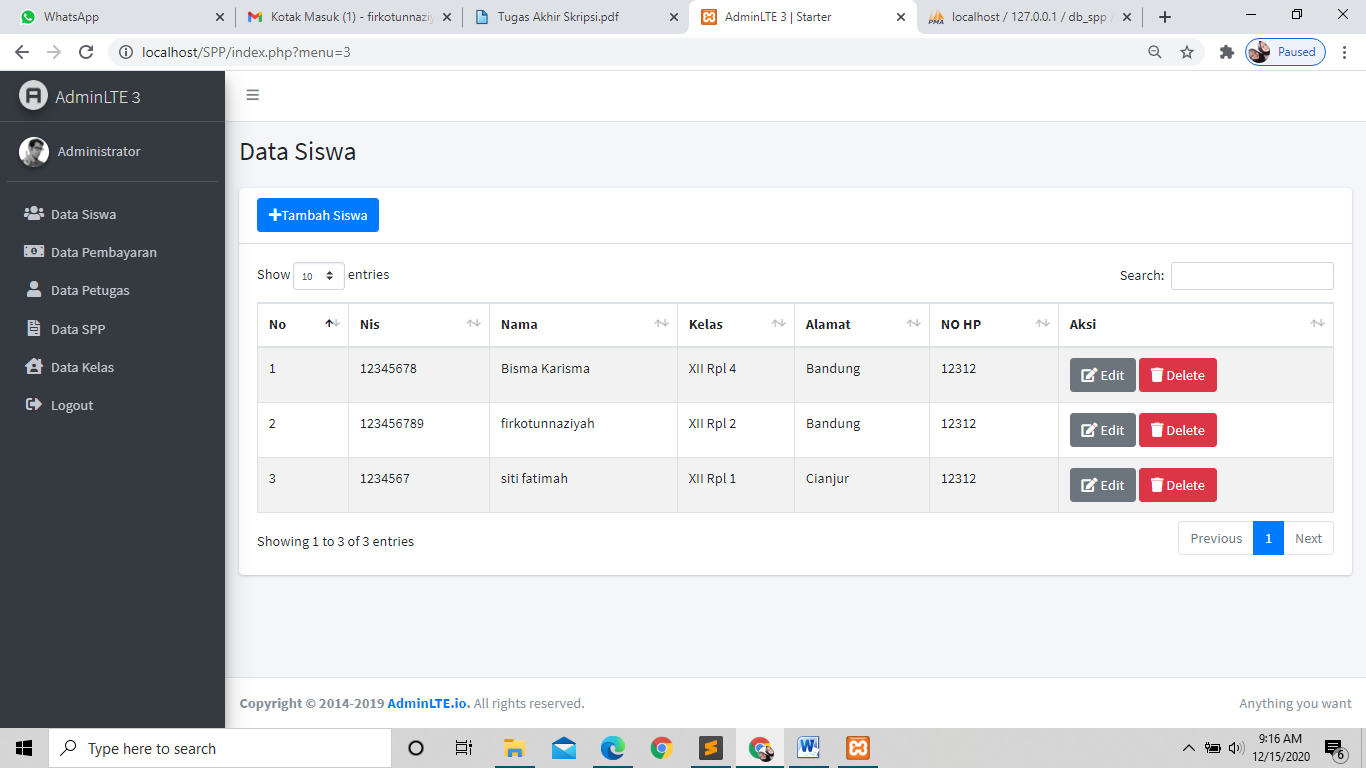 WhatsApp
Kotak Masuk (1) - firkotunnaziy
Tugas Akhir Skripsi.pdf
AdminLTE 3 | Starter
localhost / 127.0.0.1 / db_spp
localhost/SPP/index.php?menu=3
Paused
AdminLTE 3
Administrator
Data Siswa
Data Pembayaran
Data Petugas
Data SPP
Data Kelas
Logout
Data Siswa
Tambah Siswa
Show 10 entries
Search:
No Nis Nama Kelas Alamat NO HP Aksi
1 12345678 Bisma Karisma XII Rpl 4 Bandung 12312 Edit Delete
2 123456789 firkotunnaziyah XII Rpl 2 Bandung 12312 Edit Delete
3 1234567 siti fatimah XII Rpl 1 Cianjur 12312 Edit Delete
Showing 1 to 3 of 3 entries
Previous 1 Next
Copyright © 2014-2019 AdminLTE.io. All rights reserved.
Anything you want
Type here to search
9:16 AM
12/15/2020
6